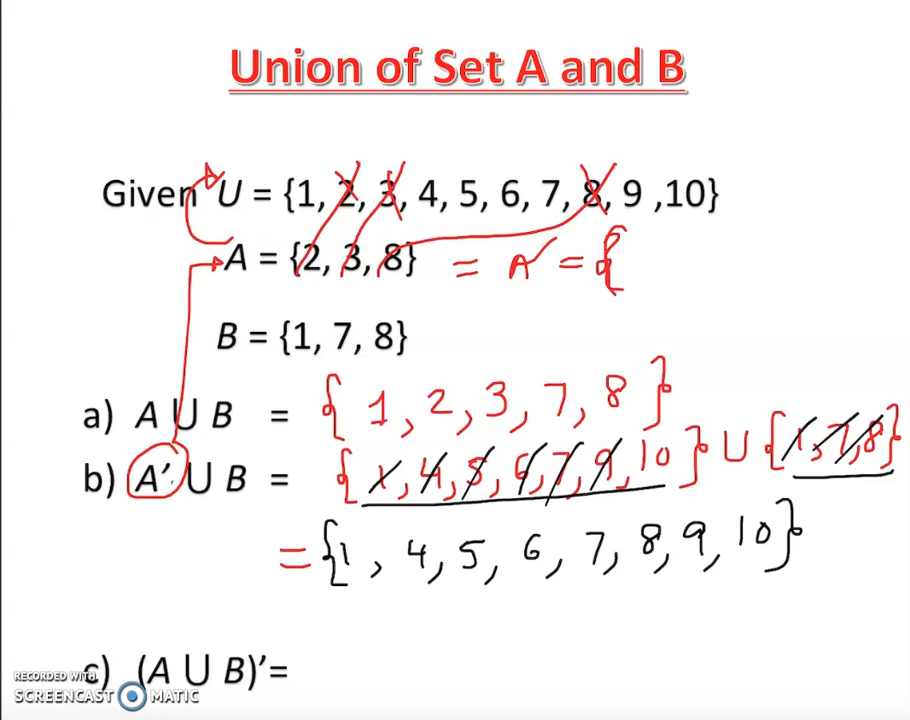 Union of Set A and B
Given U = {1, 2, 3, 4, 5, 6, 7, 8, 9 ,10}
A = {2, 3, 8} = A' = {
B = {1, 7, 8}
a) A ∪ B = { 1, 2, 3, 7, 8 }
b) A' ∪ B = { 1, 4, 5, 6, 7, 9, 10 } ∪ { 1, 7, 8 }
= { 1, 4, 5, 6, 7, 8, 9, 10 }
c) (A ∪ B)'=
RECORDED WITH
SCREENCAST MATIC